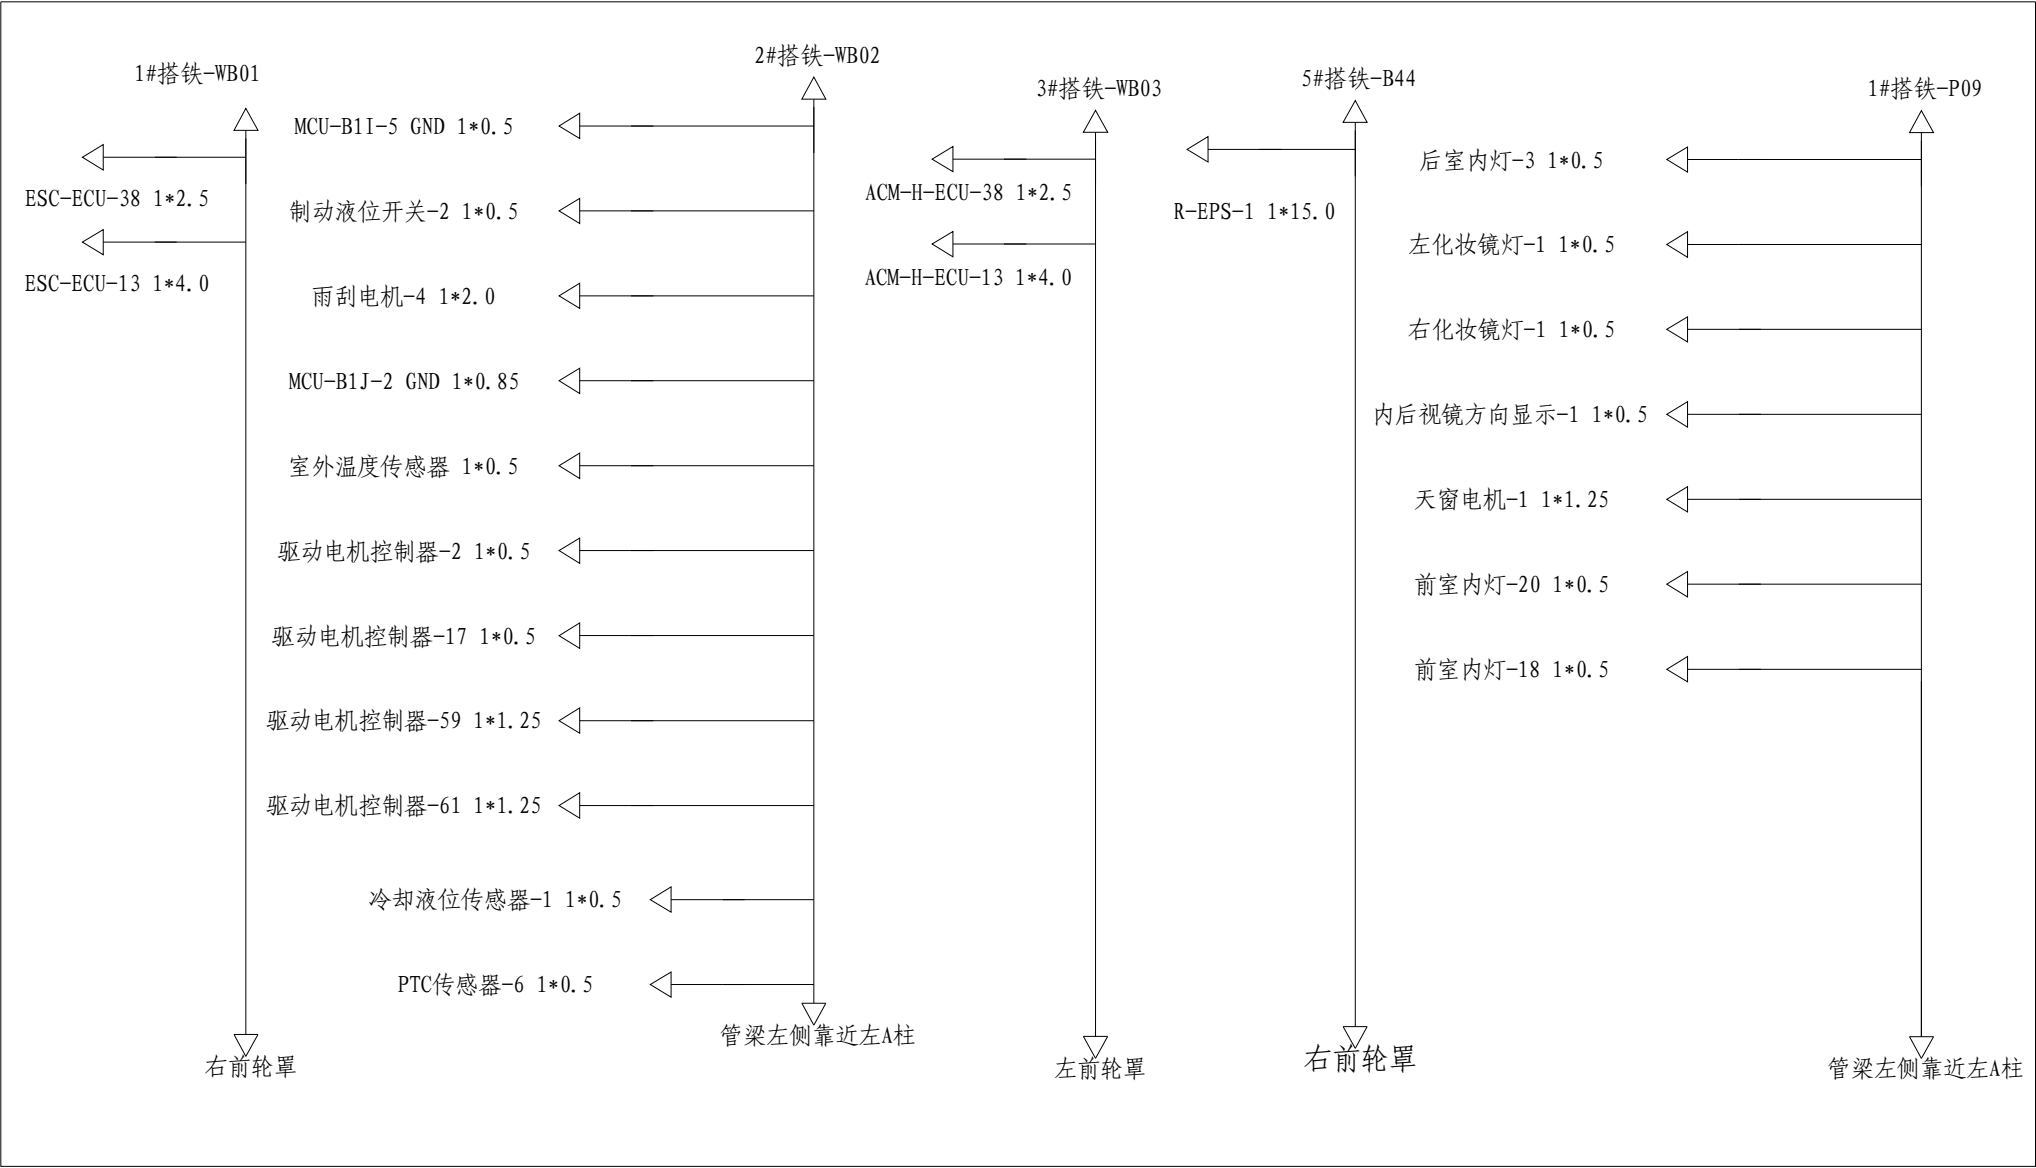 1#搭铁-WB01
ESC-ECU-38 1*2.5
ESC-ECU-13 1*4.0
右前轮罩
2#搭铁-WB02
MCU-B1I-5 GND 1*0.5
制动液位开关-2 1*0.5
雨刮电机-4 1*2.0
MCU-B1J-2 GND 1*0.85
室外温度传感器 1*0.5
驱动电机控制器-2 1*0.5
驱动电机控制器-17 1*0.5
驱动电机控制器-59 1*1.25
驱动电机控制器-61 1*1.25
冷却液位传感器-1 1*0.5
PTC传感器-6 1*0.5
管梁左侧靠近左A柱
3#搭铁-WB03
ACM-H-ECU-38 1*2.5
ACM-H-ECU-13 1*4.0
左前轮罩
5#搭铁-B44
R-EPS-1 1*15.0
右前轮罩
1#搭铁-P09
后室内灯-3 1*0.5
左化妆镜灯-1 1*0.5
右化妆镜灯-1 1*0.5
内后视镜方向显示-1 1*0.5
天窗电机-1 1*1.25
前室内灯-20 1*0.5
前室内灯-18 1*0.5
管梁左侧靠近左A柱